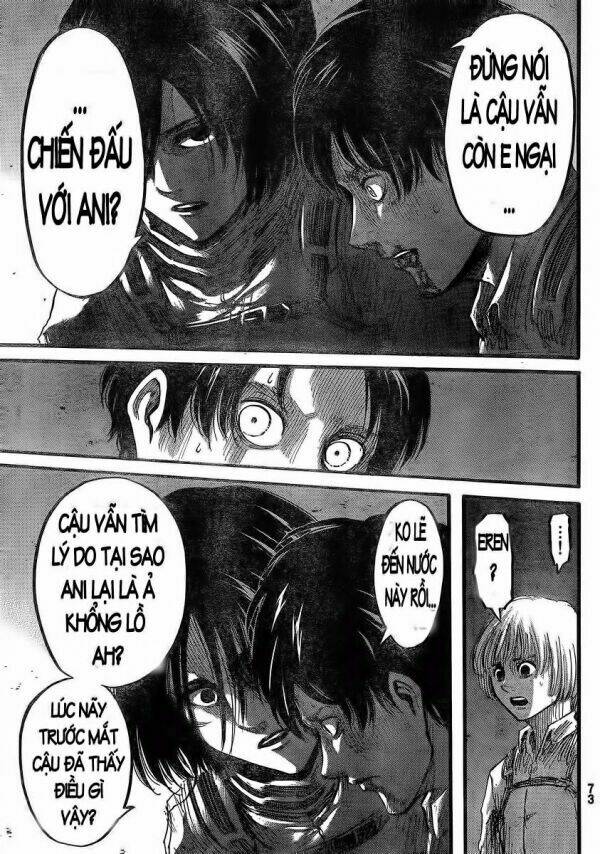 ĐỪNG NÓI
LÀ CẬU VẪN
CÒN E NGẠI
...
...
CHIẾN ĐẤU
VỚI ANI?
...!
EREN
?
KO LẼ
ĐẾN NƯỚC
NÀY RỒI...
CẬU VẪN TÌM
LÝ DO TẠI SAO
ANI LẠI LÀ Ả
KHỔNG LỒ
AH?
LÚC NÃY
TRƯỚC MẮT
CẬU ĐÃ THẤY
ĐIỀU GÌ
VẬY?
73